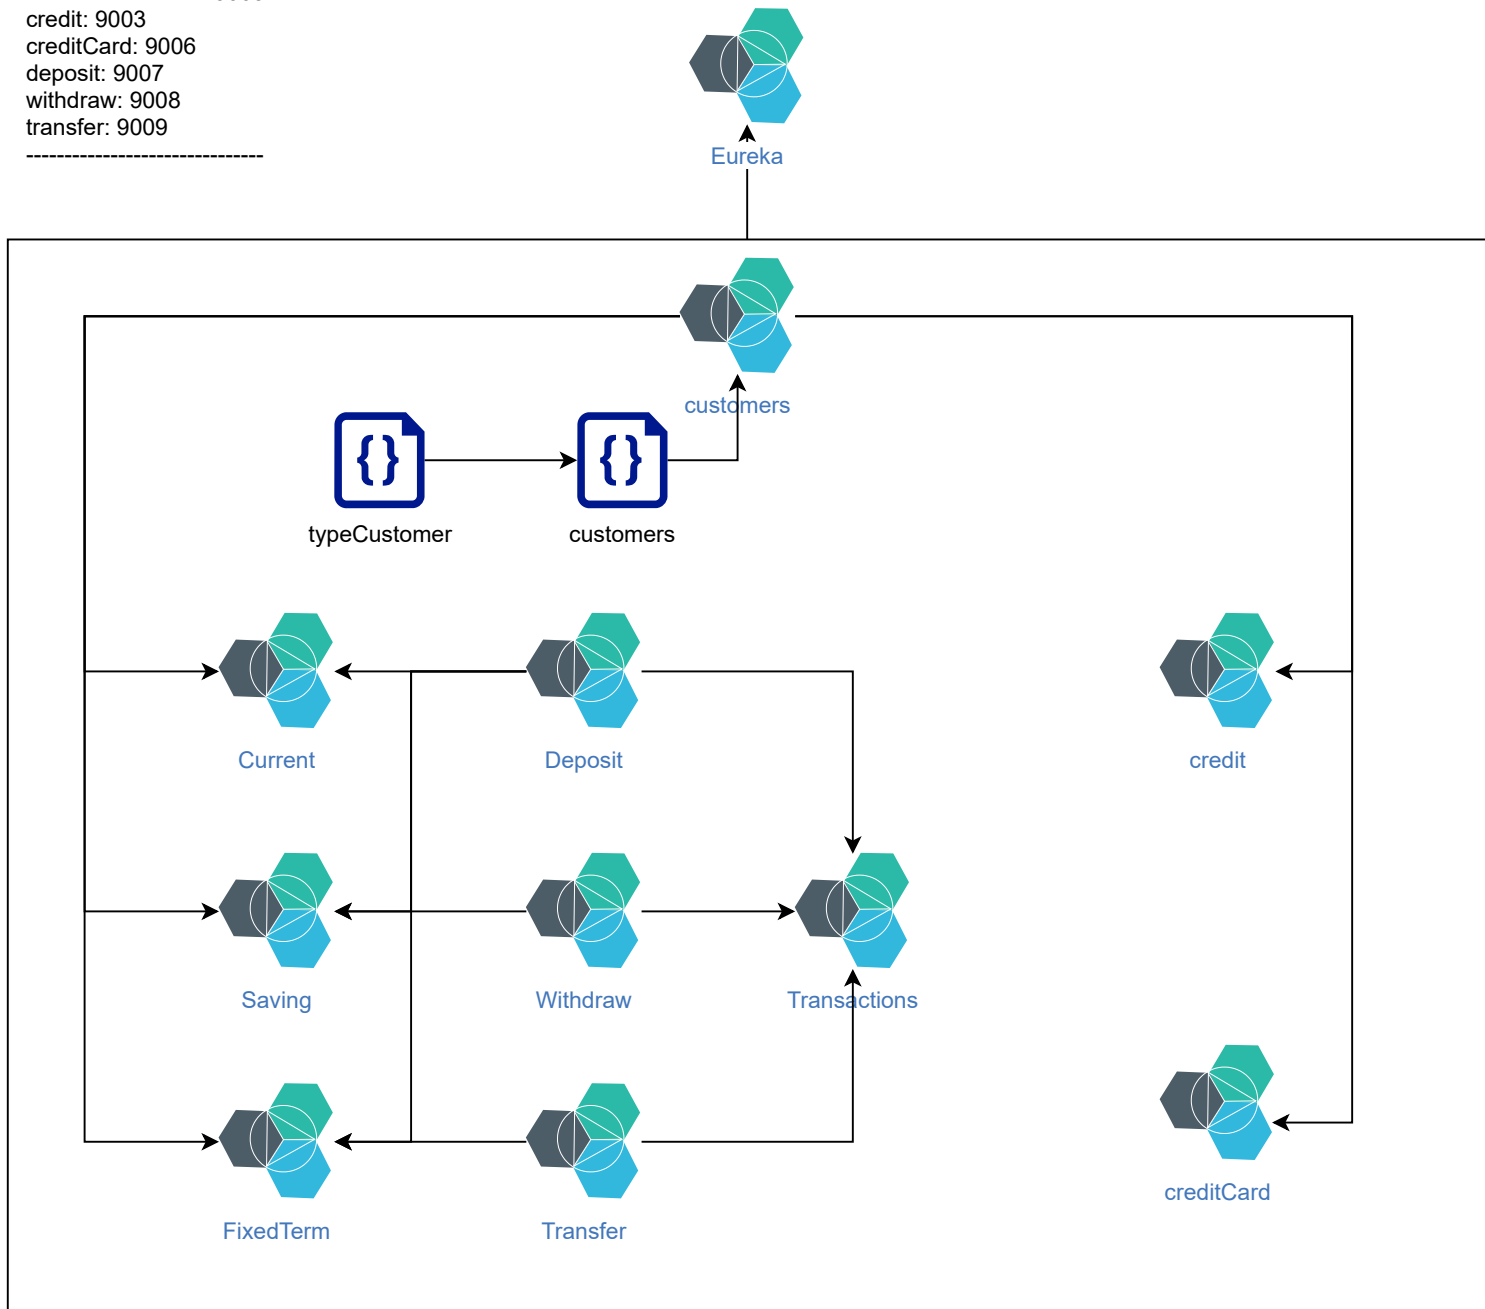 credit: 9003
creditCard: 9006
deposit: 9007
withdraw: 9008
transfer: 9009
-------------------------------
Eureka
customers
{}
{}
typeCustomer
customers
Current
Deposit
credit
Saving
Withdraw
Transactions
creditCard
FixedTerm
Transfer